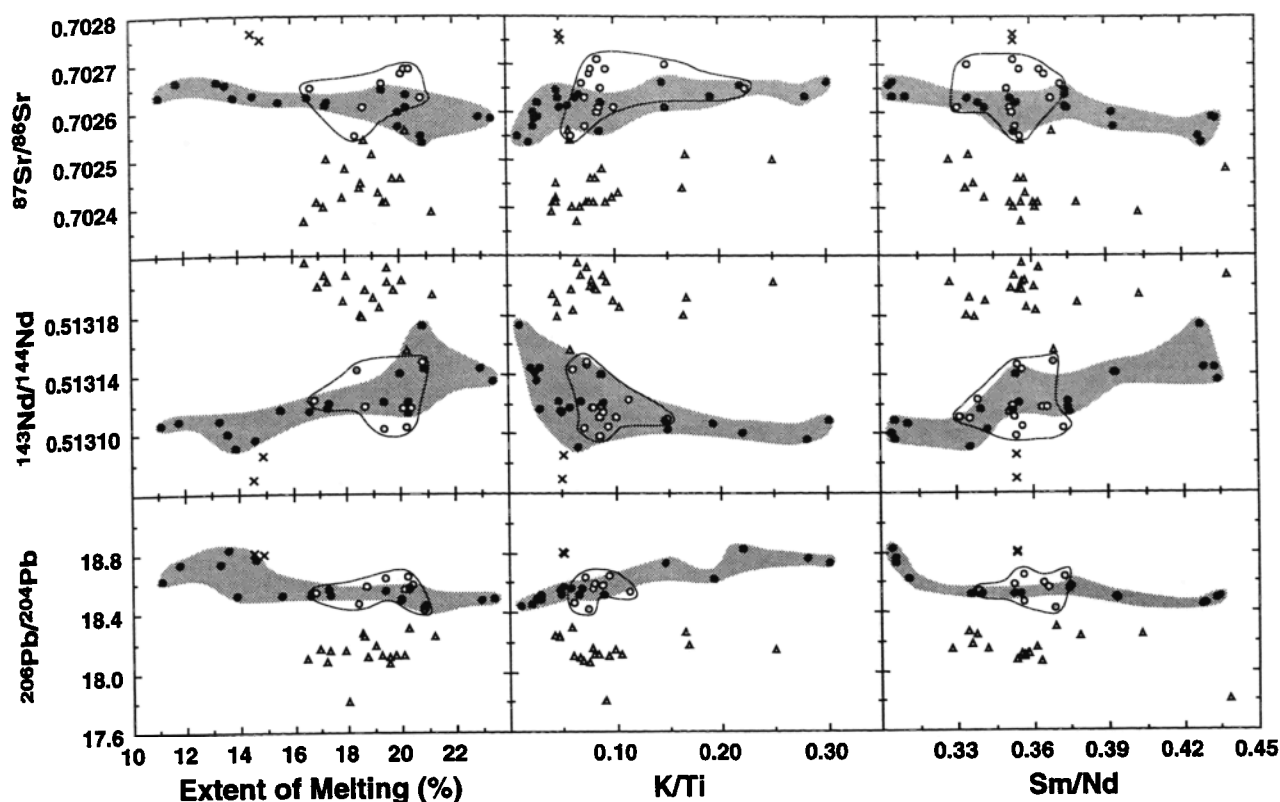 ⁸⁷Sr/⁸⁶Sr
0.7028
0.7027
0.7026
0.7025
0.7024
¹⁴³Nd/¹⁴⁴Nd
0.51318
0.51314
0.51310
²⁰⁶Pb/²⁰⁴Pb
18.8
18.4
18.0
17.6
10 12 14 16 18 20 22 0.10 0.20 0.30 0.33 0.36 0.39 0.42 0.45
Extent of Melting (%) K/Ti Sm/Nd